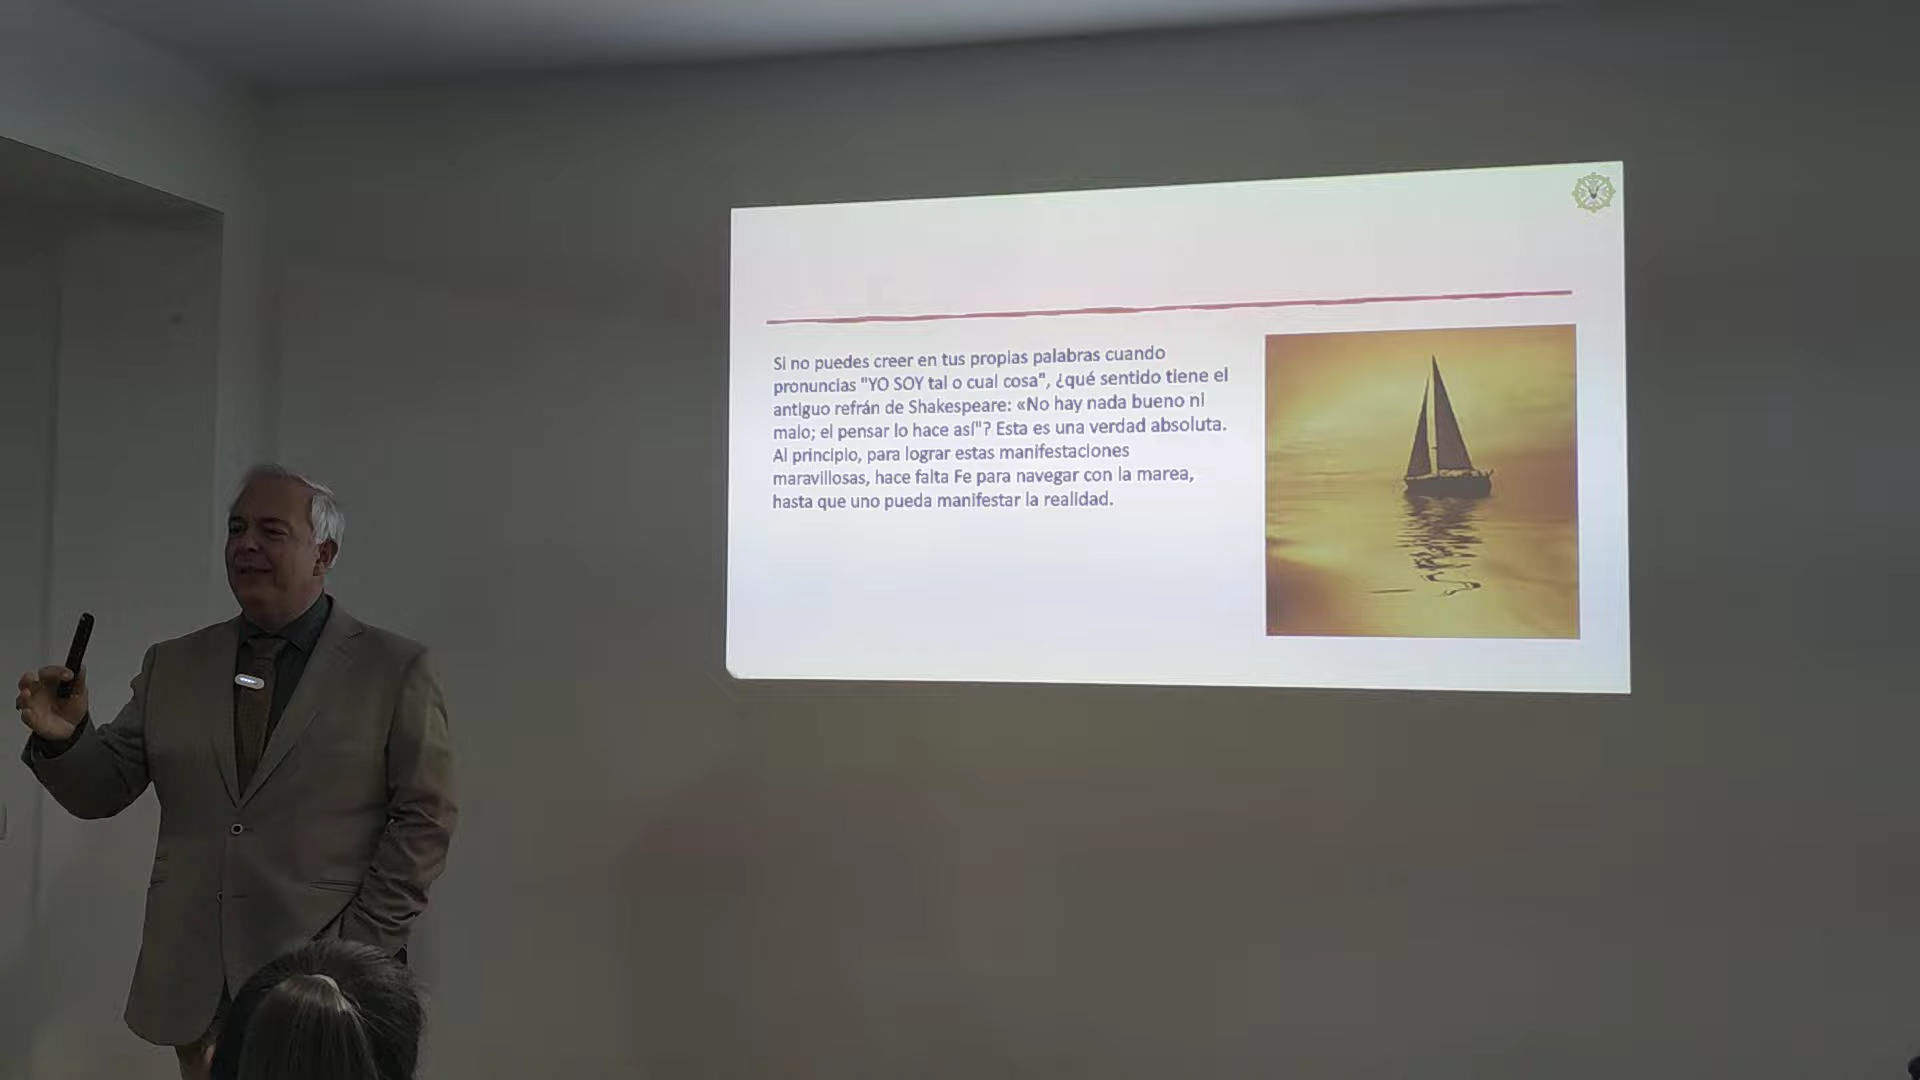 Si no puedes creer en tus propias palabras cuando
pronuncias "YO SOY tal o cual cosa", ¿qué sentido tiene el
antiguo refrán de Shakespeare: «No hay nada bueno ni
malo; el pensar lo hace así"? Esta es una verdad absoluta.
Al principio, para lograr estas manifestaciones
maravillosas, hace falta Fe para navegar con la marea,
hasta que uno pueda manifestar la realidad.